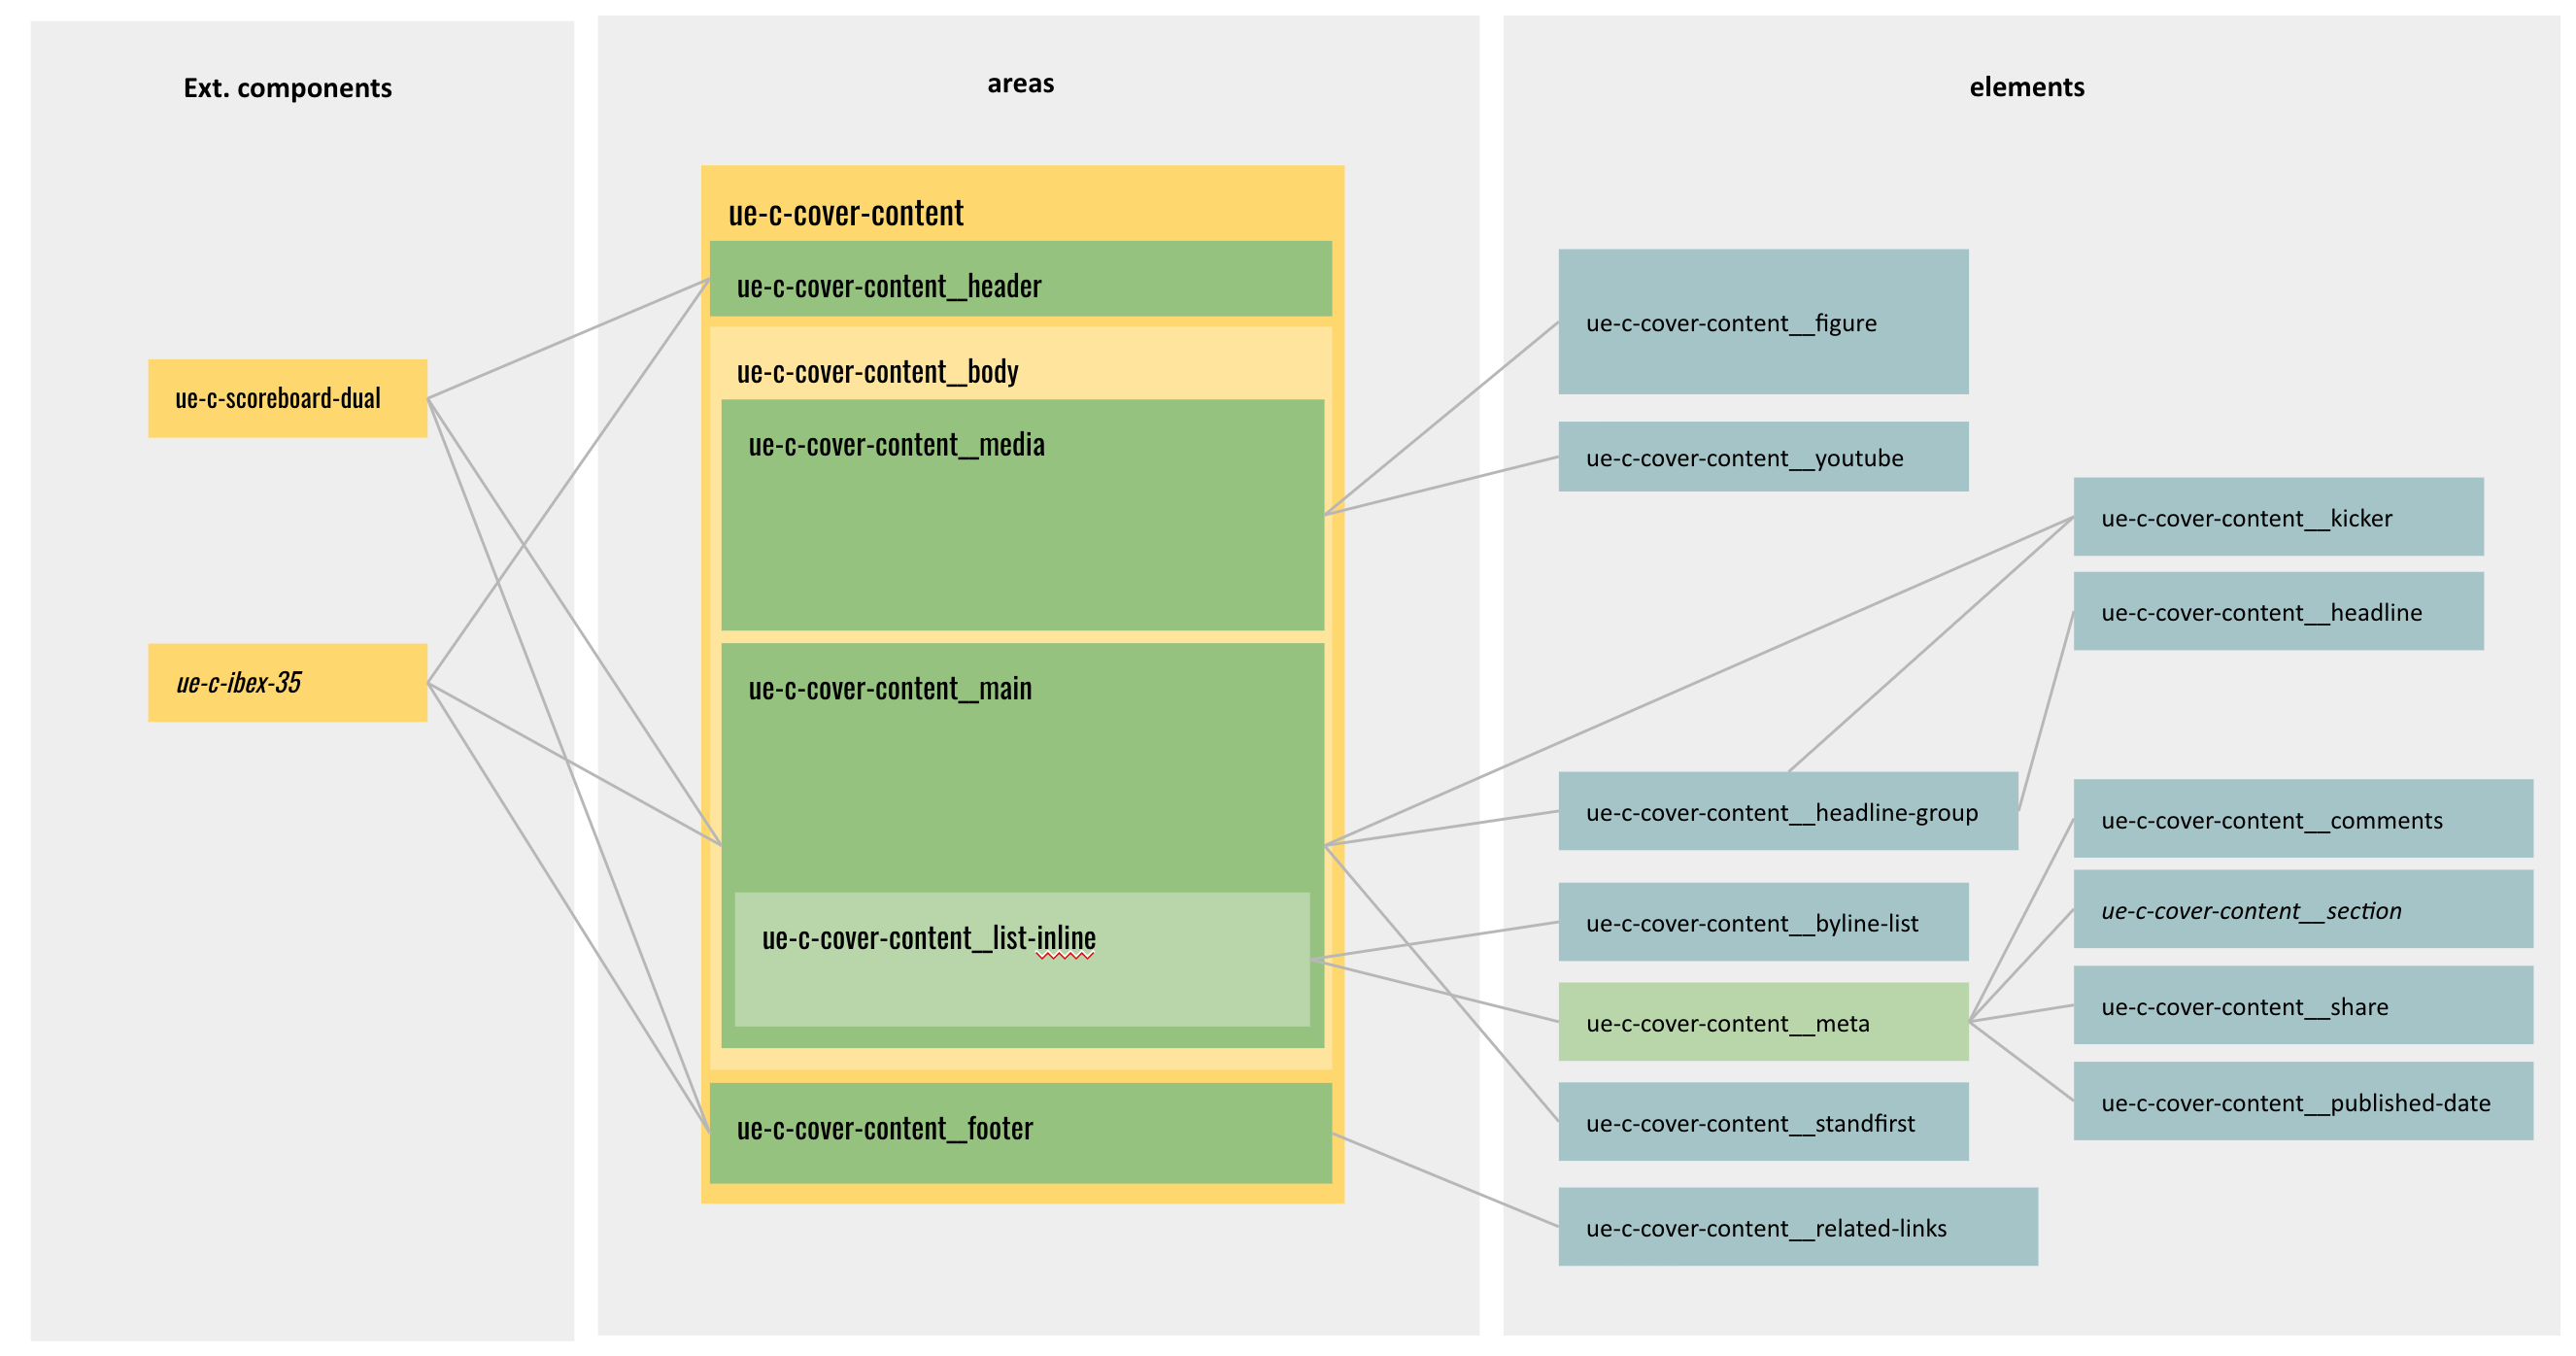 Ext. components
ue-c-scoreboard-dual
ue-c-ibex-35
areas
ue-c-cover-content
ue-c-cover-content__header
ue-c-cover-content__body
ue-c-cover-content__media
ue-c-cover-content__main
ue-c-cover-content__list-inline
ue-c-cover-content__footer
elements
ue-c-cover-content__figure
ue-c-cover-content__youtube
ue-c-cover-content__kicker
ue-c-cover-content__headline
ue-c-cover-content__headline-group
ue-c-cover-content__byline-list
ue-c-cover-content__meta
ue-c-cover-content__standfirst
ue-c-cover-content__related-links
ue-c-cover-content__comments
ue-c-cover-content__section
ue-c-cover-content__share
ue-c-cover-content__published-date